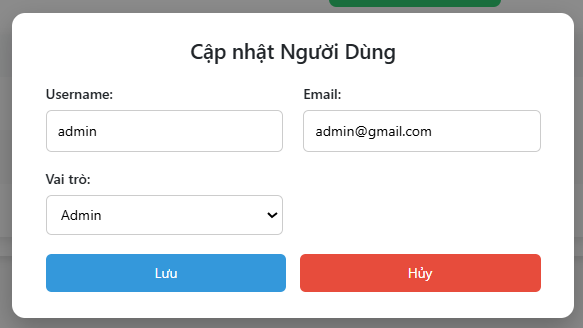 Cập nhật Người Dùng
Username: Email:
admin admin@gmail.com
Vai trò:
Admin
Lưu Hủy